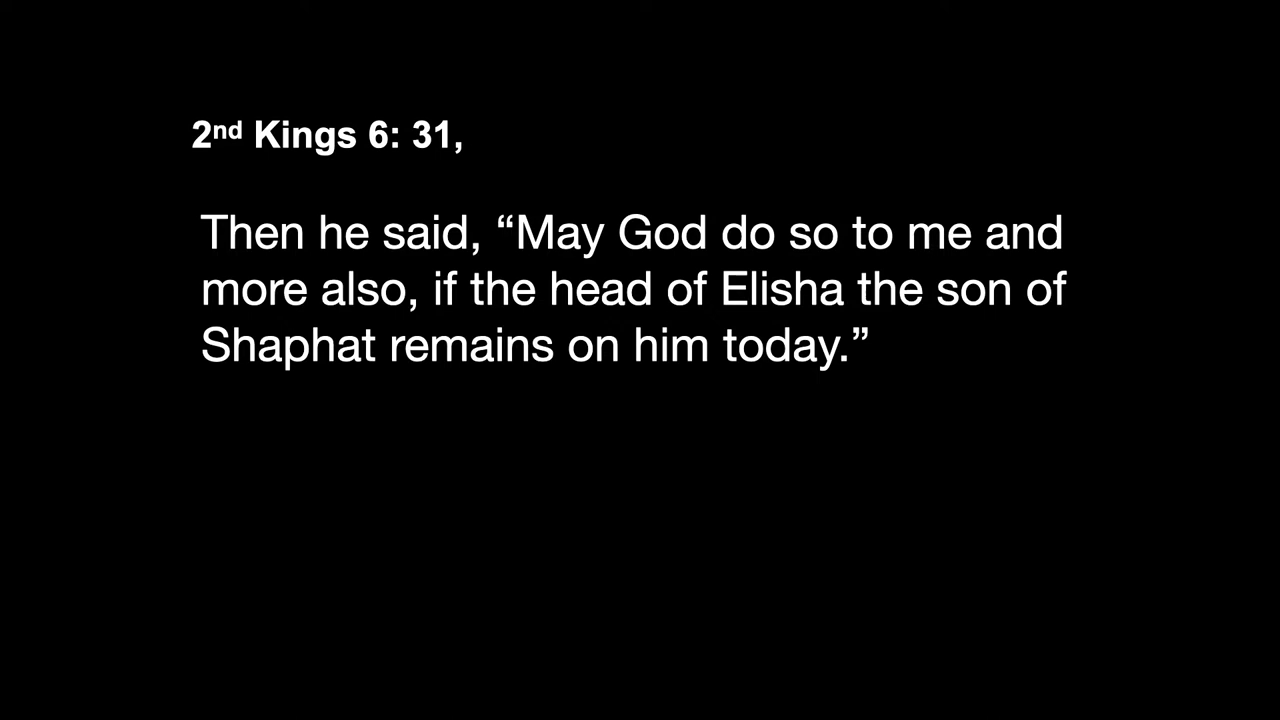 2nd Kings 6: 31,
Then he said, “May God do so to me and
more also, if the head of Elisha the son of
Shaphat remains on him today.”